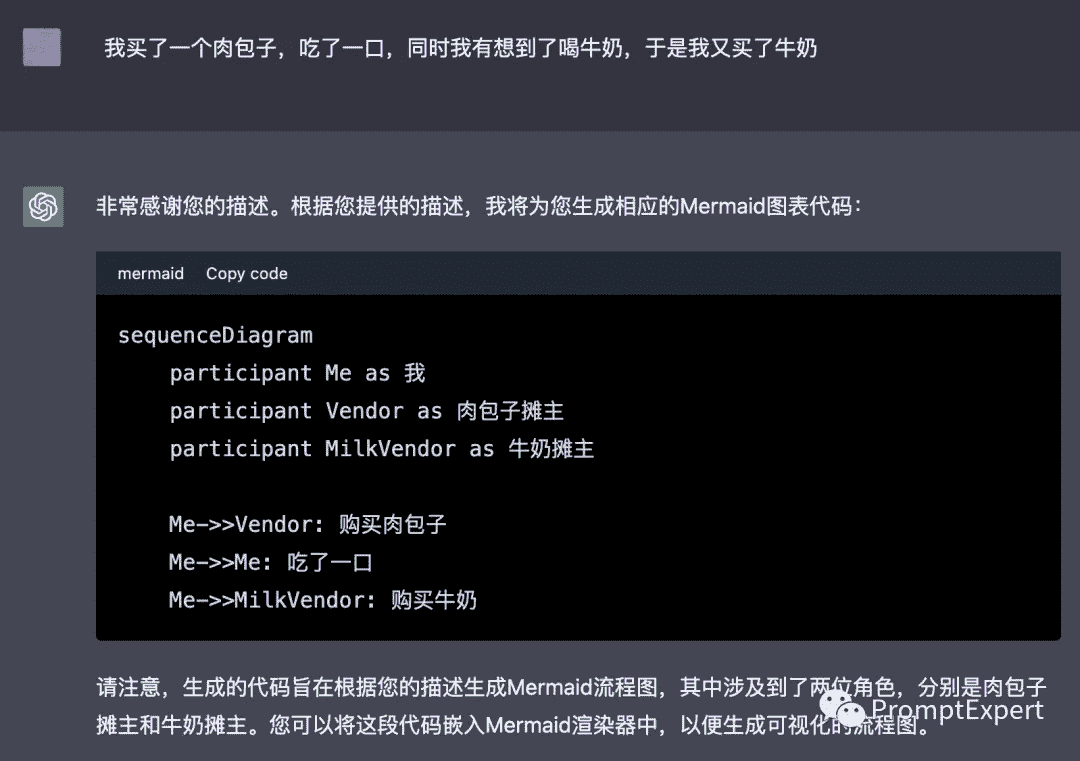 我买了一个肉包子，吃了一口，同时我有想到了喝牛奶，于是我又买了牛奶
非常感谢您的描述。根据您提供的描述，我将为您生成相应的Mermaid图表代码：
mermaid Copy code
sequenceDiagram
participant Me as 我
participant Vendor as 肉包子摊主
participant MilkVendor as 牛奶摊主
Me->>Vendor: 购买肉包子
Me->>Me: 吃了一口
Me->>MilkVendor: 购买牛奶
请注意，生成的代码旨在根据您的描述生成Mermaid流程图，其中涉及到了两位角色，分别是肉包子
摊主和牛奶摊主。您可以将这段代码嵌入Mermaid渲染器中，以便生成可视化的流程图。
PromptExpert